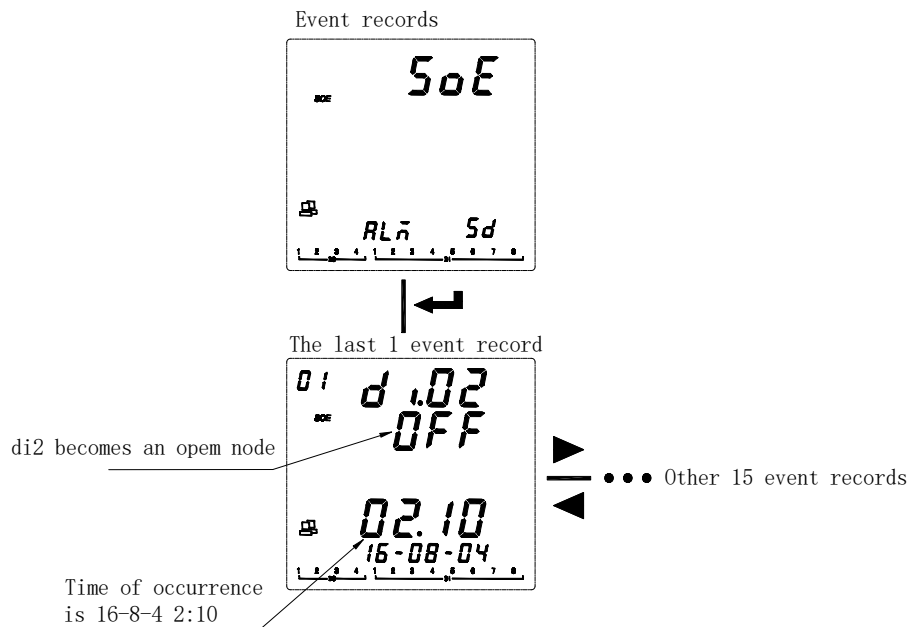 Event records
SoE
SOE
ALm Sd
1 2 3 4 1 2 3 4 5 6 7 8
The last 1 event record
01 di.02
SOE
OFF
di2 becomes an opem node
Other 15 event records
02.10
16-08-04
1 2 3 4 1 2 3 4 5 6 7 8
Time of occurrence
is 16-8-4 2:10